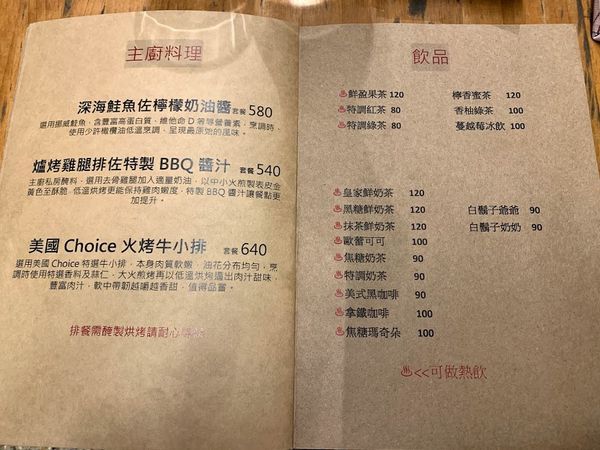 主廚料理
深海鮭魚佐檸檬奶油醬 套餐 580
選用挪威鮭魚,含豐富高蛋白質、維他命D等營養素,烹調時,
使用少許橄欖油低溫烹調,呈現最原始的風味。
爐烤雞腿排佐特製BBQ醬汁 套餐 540
主廚私房醃料,選用去骨雞腿加入適量奶油,以中小火煎製表皮金
黃色至酥脆,低溫烘烤更能保持雞肉嫩度,特製BBQ醬汁讓餐點更
加提升。
美國Choice火烤牛小排 套餐 640
選用美國Choice特選牛小排,本身肉質軟嫩,油花分布均勻,烹
調時使用特選香料及蒜仁,大火煎烤再以低溫烘烤逼出肉汁甜味,
豐富肉汁,軟中帶韌越嚼越香甜,值得品嘗。
排餐需醃製烘烤請耐心
飲品
♨鮮盈果茶 120 檸香蜜茶 100
♨特調紅茶 80 香柚綠茶 100
♨特調綠茶 80 蔓越莓冰飲 100
♨皇家鮮奶茶 120
♨黑糖鮮奶茶 120 白鬍子爺爺 90
♨抹茶鮮奶茶 120 白鬍子奶奶 90
♨歐蕾可可 100
♨焦糖奶茶 90
♨特調奶茶 90
♨美式黑咖啡 90
♨拿鐵咖啡 100
♨焦糖瑪奇朵 100
♨<<可做熱飲